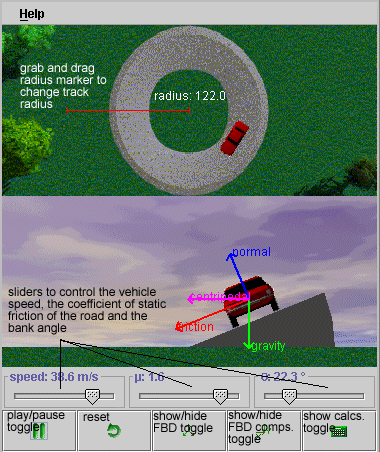 Help
grab and drag
radius marker to
change track
radius
radius: 122.0
normal
centripetal
friction
gravity
sliders to control the vehicle
speed, the coefficient of static
friction of the road and the
bank angle
speed: 38.6 m/s
μ: 1.6
22.3 °
play/pause
toggle
reset
show/hide
FBD toggle
show/hide
FBD comps.
toggle
show calcs.
toggle